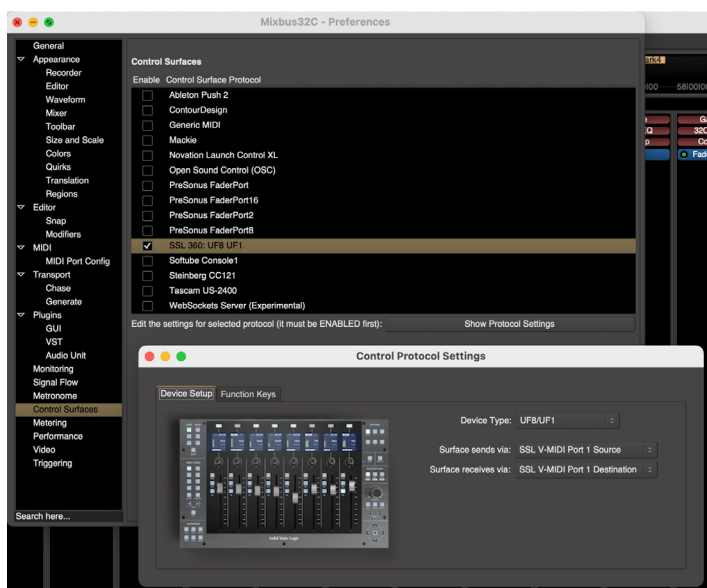 Mixbus32C - Preferences
General
Appearance
Recorder
Editor
Waveform
Mixer
Toolbar
Size and Scale
Colors
Quirks
Translation
Regions
Editor
Snap
Modifiers
MIDI
MIDI Port Config
Transport
Chase
Generate
Plugins
GUI
VST
Audio Unit
Monitoring
Signal Flow
Metronome
Control Surfaces
Metering
Performance
Video
Triggering
Search here...
Control Surfaces
Enable Control Surface Protocol
Ableton Push 2
ContourDesign
Generic MIDI
Mackie
Novation Launch Control XL
Open Sound Control (OSC)
PreSonus FaderPort
PreSonus FaderPort16
PreSonus FaderPort2
PreSonus FaderPort8
SSL 360: UF8 UF1
Softube Console1
Steinberg CC121
Tascam US-2400
WebSockets Server (Experimental)
Edit the settings for selected protocol (it must be ENABLED first): Show Protocol Settings
Control Protocol Settings
Device Setup Function Keys
Device Type: UF8/UF1
Surface sends via: SSL V-MIDI Port 1 Source
Surface receives via: SSL V-MIDI Port 1 Destination
Solid State Logic